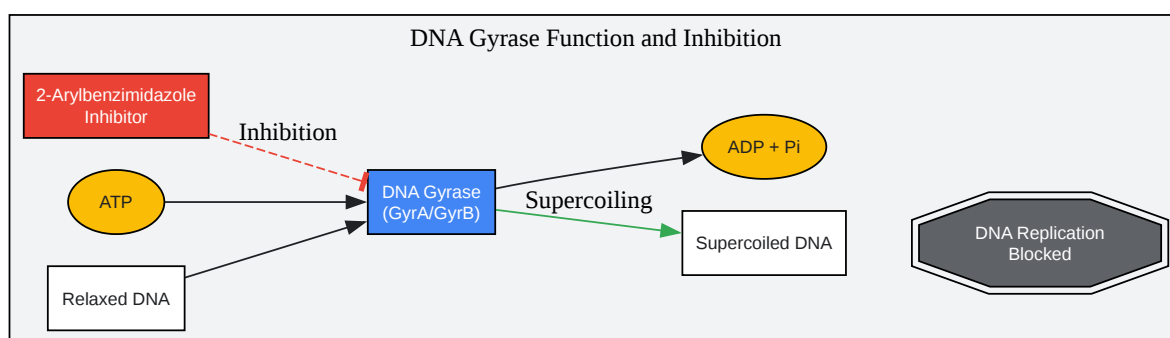 DNA Gyrase Function and Inhibition
2-Arylbenzimidazole
Inhibitor
Inhibition
ATP
Relaxed DNA
DNA Gyrase
(GyrA/GyrB)
Supercoiling
ADP + Pi
Supercoiled DNA
DNA Replication
Blocked